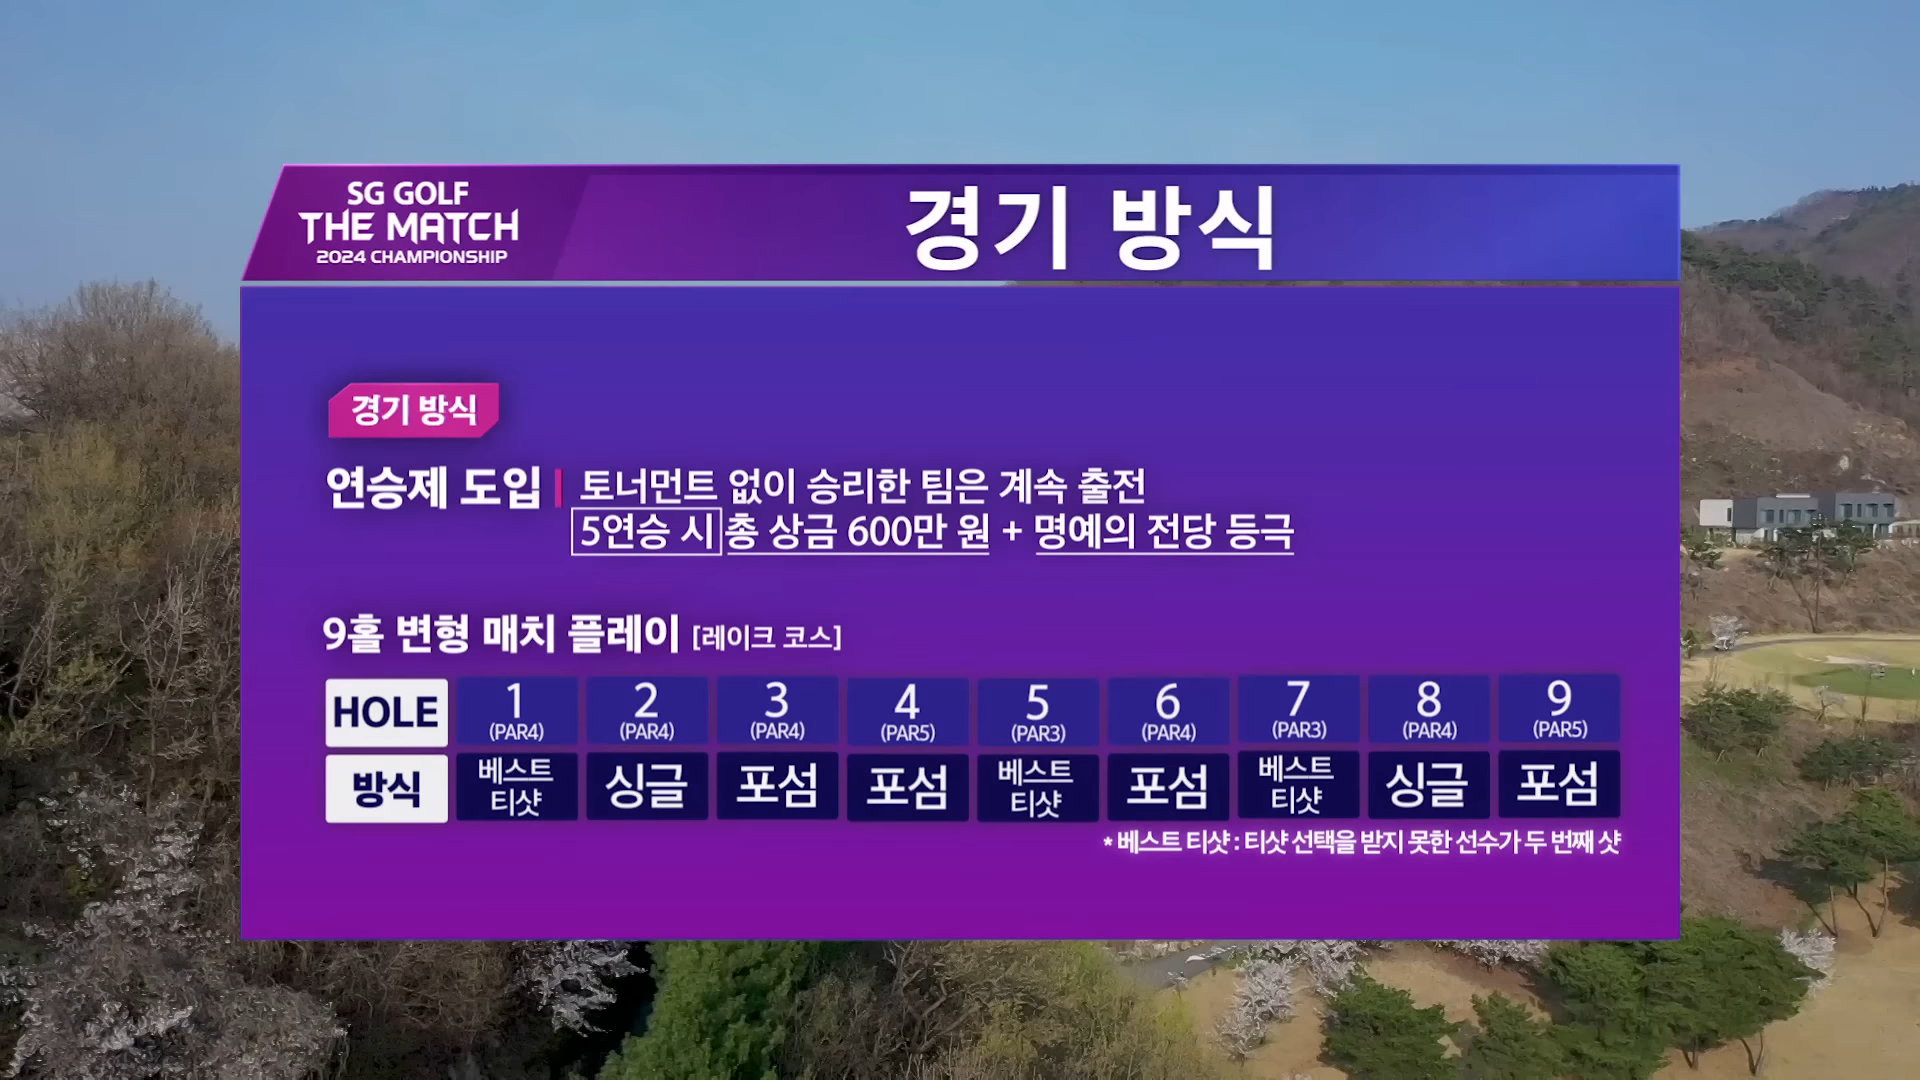 SG GOLF
THE MATCH
2024 CHAMPIONSHIP
경기 방식
경기 방식
연승제 도입
토너먼트 없이 승리한 팀은 계속 출전
5연승 시 총 상금 600만 원 + 명예의 전당 등극
9홀 변형 매치 플레이 [레이크 코스]
HOLE 1 (PAR4) 2 (PAR4) 3 (PAR4) 4 (PAR5) 5 (PAR3) 6 (PAR4) 7 (PAR3) 8 (PAR4) 9 (PAR5)
방식 베스트 티샷 싱글 포섬 포섬 베스트 티샷 포섬 베스트 티샷 싱글 포섬
* 베스트 티샷 : 티샷 선택을 받지 못한 선수가 두 번째 샷